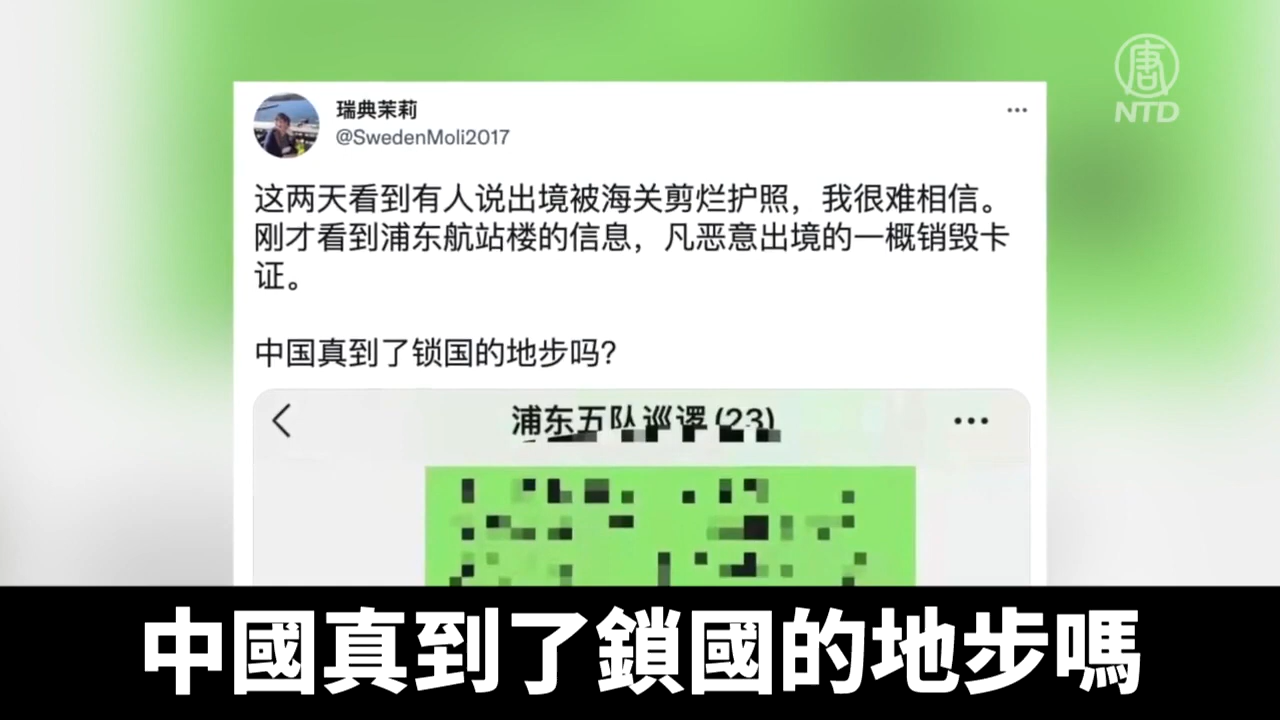 唐
NTD
瑞典茉莉
@SwedenMoli2017
这两天看到有人说出境被海关剪烂护照，我很难相信。
刚才看到浦东航站楼的信息，凡恶意出境的一概销毁卡
证。
中国真到了锁国的地步吗？
浦东五队巡逻(23)
中國真到了鎖國的地步嗎